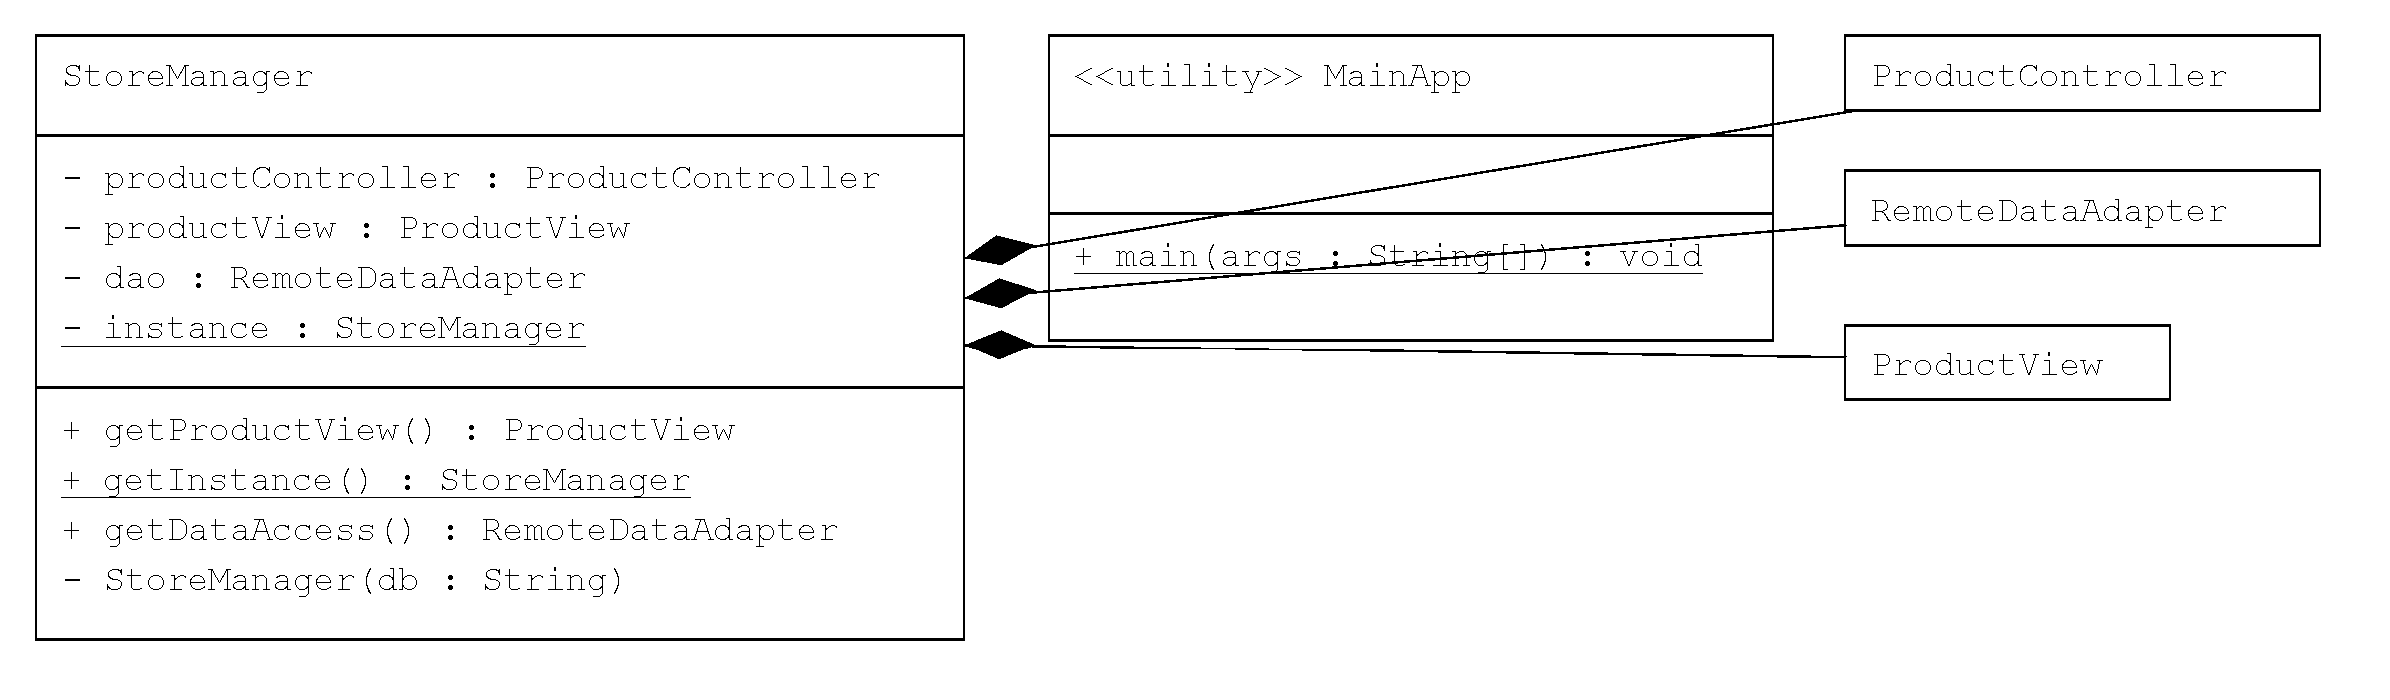 StoreManager
- productController : ProductController
- productView : ProductView
- dao : RemoteDataAdapter
- instance : StoreManager
+ getProductView() : ProductView
+ getInstance() : StoreManager
+ getDataAccess() : RemoteDataAdapter
- StoreManager(db : String)
<<utility>> MainApp
+ main(args : String[]) : void
ProductController
RemoteDataAdapter
ProductView